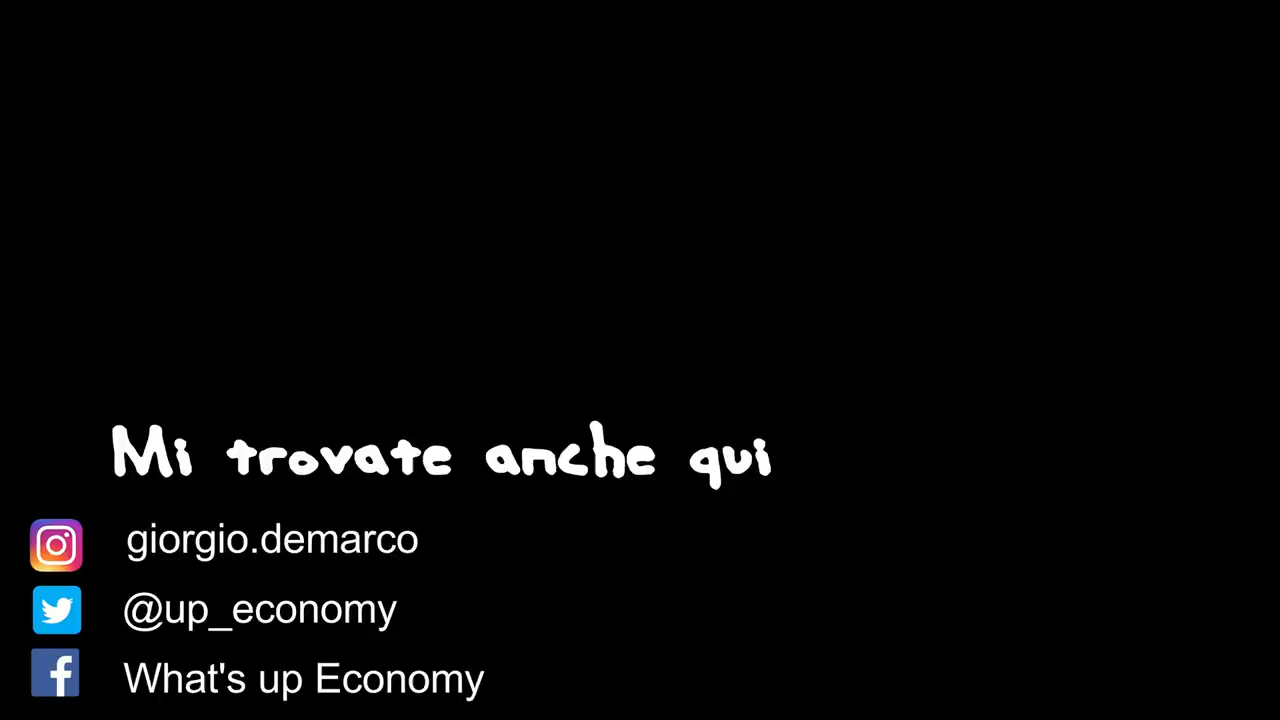 Mi trovate anche qui
giorgio.demarco
@up_economy
What's up Economy